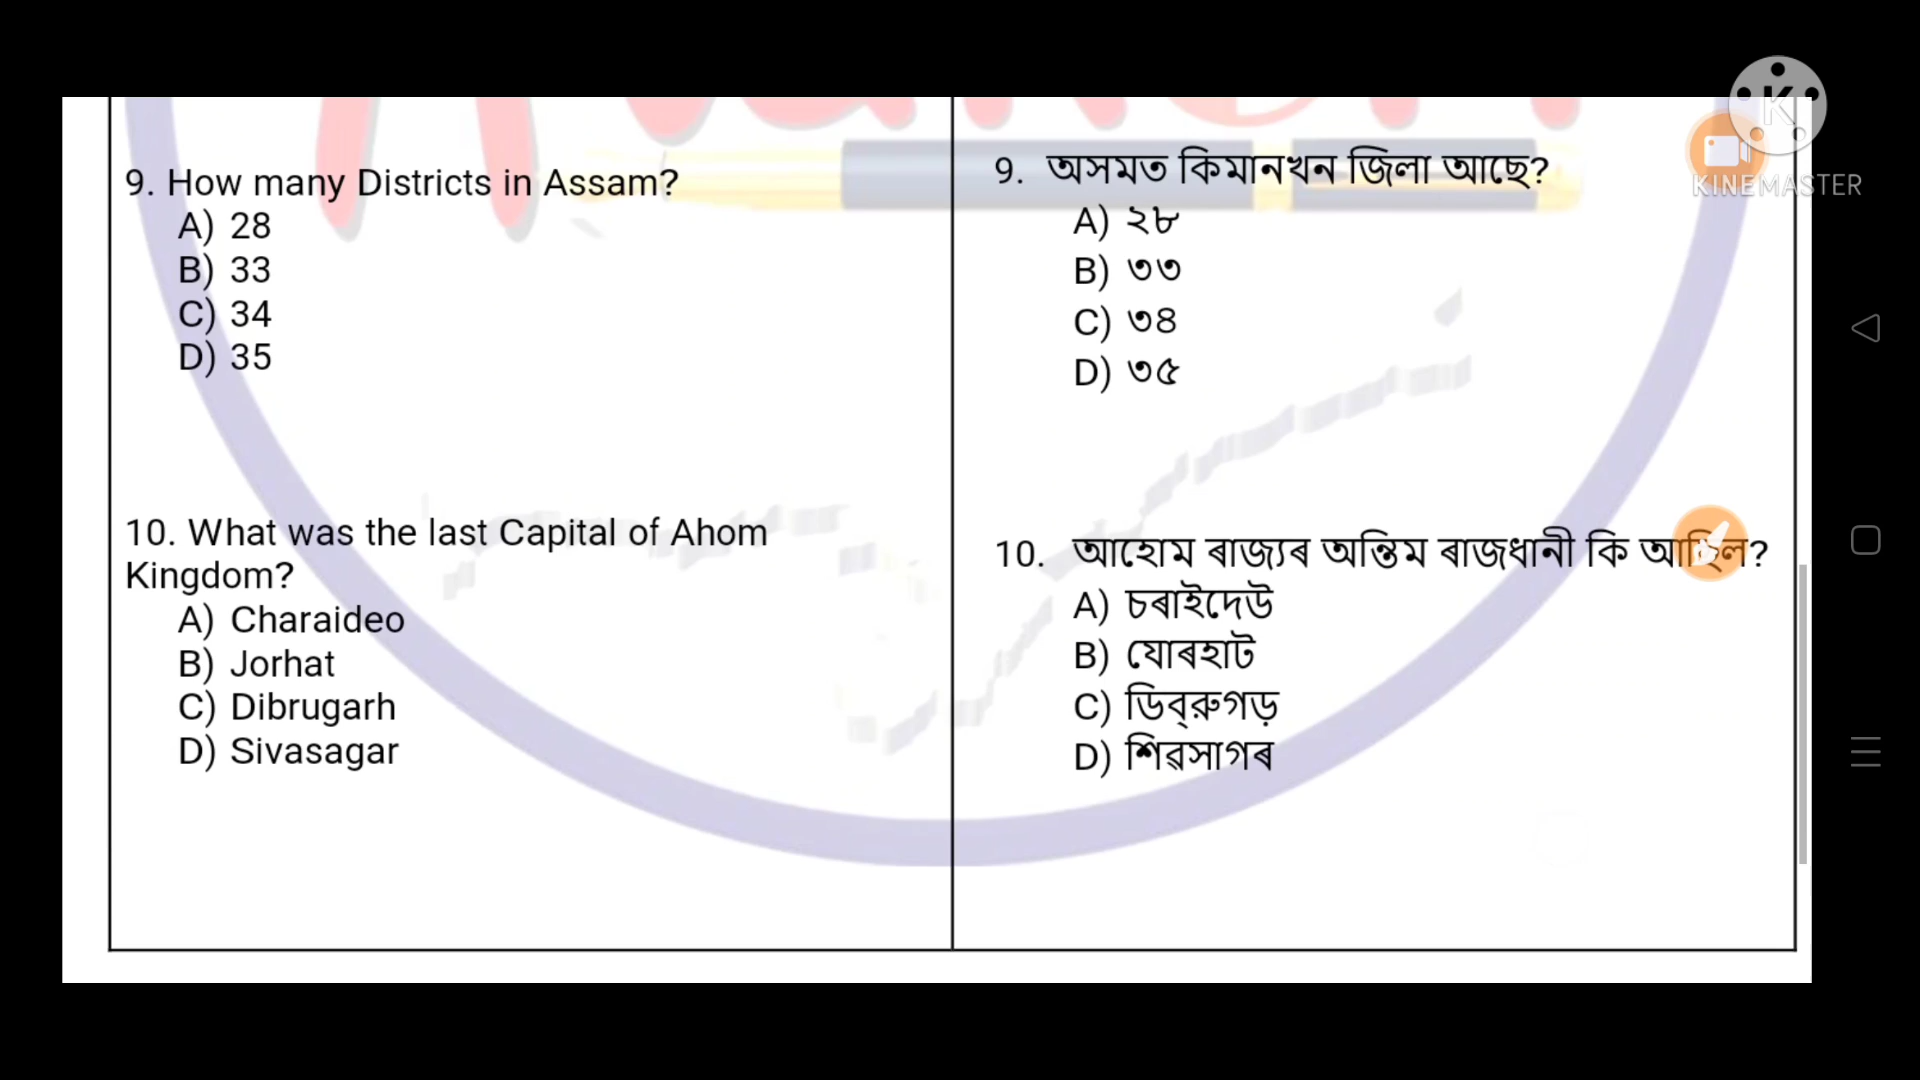 9. How many Districts in Assam?
A) 28
B) 33
C) 34
D) 35
10. What was the last Capital of Ahom
Kingdom?
A) Charaideo
B) Jorhat
C) Dibrugarh
D) Sivasagar
9. অসমত কিমানখন জিলা আছে?
A) ২৮
B) ৩৩
C) ৩৪
D) ৩৫
10. আহোম ৰাজ্যৰ অন্তিম ৰাজধানী কি আছিল?
A) চৰাইদেউ
B) যোৰহাট
C) ডিব্‌রুগড়
D) শিৱসাগৰ
K
KINEMASTER